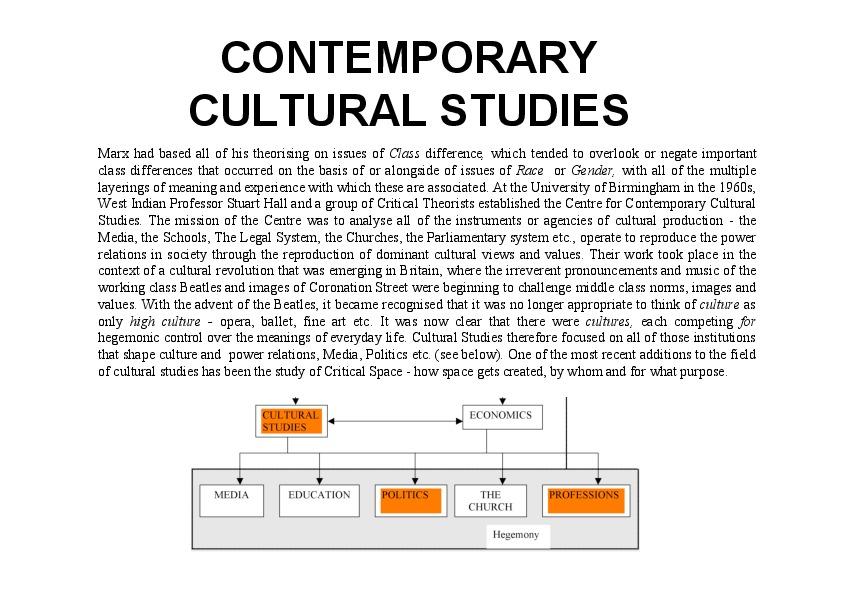 CONTEMPORARY
CULTURAL STUDIES
Marx had based all of his theorising on issues of Class difference, which tended to overlook or negate important
class differences that occurred on the basis of or alongside of issues of Race or Gender, with all of the multiple
layerings of meaning and experience with which these are associated. At the University of Birmingham in the 1960s,
West Indian Professor Stuart Hall and a group of Critical Theorists established the Centre for Contemporary Cultural
Studies. The mission of the Centre was to analyse all of the instruments or agencies of cultural production - the
Media, the Schools, The Legal System, the Churches, the Parliamentary system etc., operate to reproduce the power
relations in society through the reproduction of dominant cultural views and values. Their work took place in the
context of a cultural revolution that was emerging in Britain, where the irreverent pronouncements and music of the
working class Beatles and images of Coronation Street were beginning to challenge middle class norms, images and
values. With the advent of the Beatles, it became recognised that it was no longer appropriate to think of culture as
only high culture - opera, ballet, fine art etc. It was now clear that there were cultures, each competing for
hegemonic control over the meanings of everyday life. Cultural Studies therefore focused on all of those institutions
that shape culture and power relations, Media, Politics etc. (see below). One of the most recent additions to the field
of cultural studies has been the study of Critical Space - how space gets created, by whom and for what purpose.
CULTURAL
STUDIES
ECONOMICS
MEDIA
EDUCATION
POLITICS
THE
CHURCH
PROFESSIONS
Hegemony